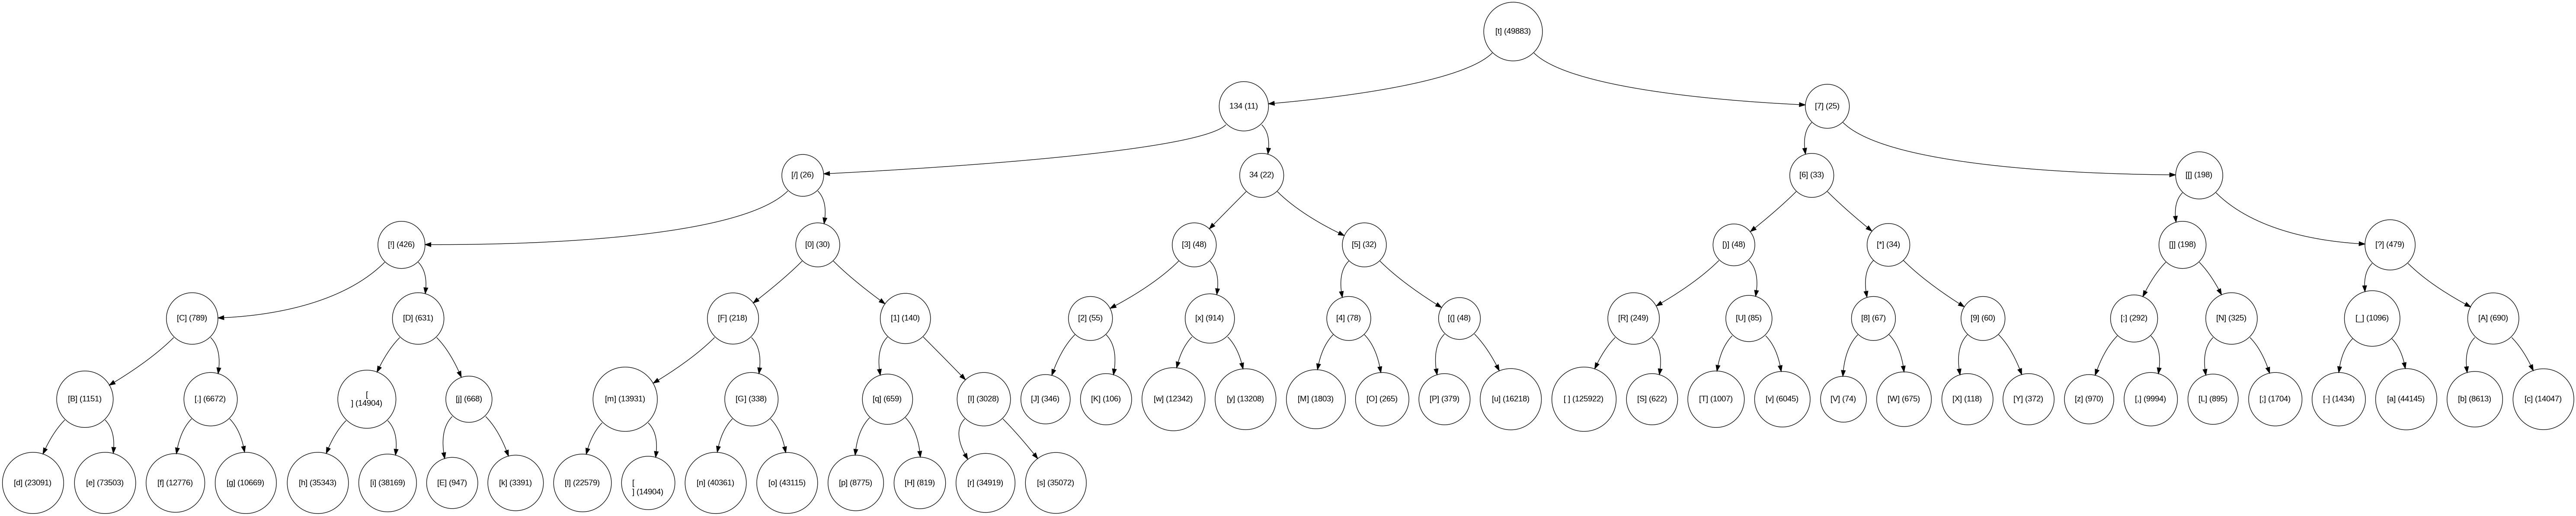 [t] (49883)
134 (11)
[7] (25)
[/] (26)
34 (22)
[6] (33)
[[] (198)
[!] (426)
[0] (30)
[3] (48)
[5] (32)
[)] (48)
[*] (34)
[]] (198)
[?] (479)
[C] (789)
[D] (631)
[F] (218)
[1] (140)
[2] (55)
[x] (914)
[4] (78)
[(] (48)
[R] (249)
[U] (85)
[8] (67)
[9] (60)
[:] (292)
[N] (325)
[_] (1096)
[A] (690)
[B] (1151)
[.] (6672)
[
] (14904)
[j] (668)
[m] (13931)
[G] (338)
[q] (659)
[I] (3028)
[J] (346)
[K] (106)
[w] (12342)
[y] (13208)
[M] (1803)
[O] (265)
[P] (379)
[u] (16218)
[ ] (125922)
[S] (622)
[T] (1007)
[v] (6045)
[V] (74)
[W] (675)
[X] (118)
[Y] (372)
[z] (970)
[,] (9994)
[L] (895)
[;] (1704)
[-] (1434)
[a] (44145)
[b] (8613)
[c] (14047)
[d] (23091)
[e] (73503)
[f] (12776)
[g] (10669)
[h] (35343)
[i] (38169)
[E] (947)
[k] (3391)
[l] (22579)
[
] (14904)
[n] (40361)
[o] (43115)
[p] (8775)
[H] (819)
[r] (34919)
[s] (35072)